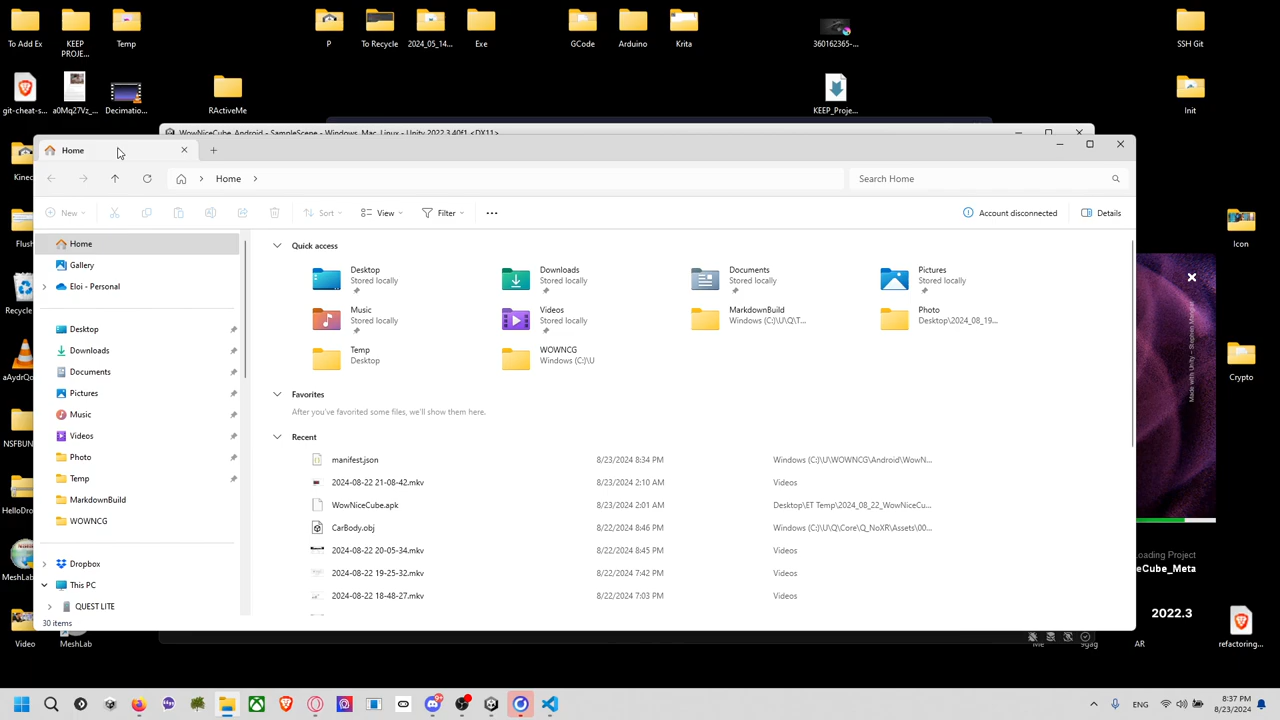 To Add Ex
KEEP PROJE...
Temp
P
To Recycle
2024_05_14...
Exe
GCode
Arduino
Krita
360162365-...
SSH Git
git-cheat-s...
a0Mq27Vz_...
Decimatio...
RActiveMe
KEEP_Proje...
Init
WowNiceCube_Android - SampleScene - Windows, Mac, Linux - Unity 2022.3.40f1 <DX11>
Home
Home
Search Home
New
Sort
View
Filter
Account disconnected
Details
Home
Gallery
Eloi - Personal
Desktop
Downloads
Documents
Pictures
Music
Videos
Photo
Temp
MarkdownBuild
WOWNCG
Dropbox
This PC
QUEST LITE
30 items
Quick access
Desktop
Stored locally
Downloads
Stored locally
Documents
Stored locally
Pictures
Stored locally
Music
Stored locally
Videos
Stored locally
MarkdownBuild
Windows (C:)\U\Q\T...
Photo
Desktop\2024_08_19...
Temp
Desktop
WOWNCG
Windows (C:)\U
Favorites
After you've favorited some files, we'll show them here.
Recent
manifest.json 8/23/2024 8:34 PM Windows (C:)\U\WOWNCG\Android\WowN...
2024-08-22 21-08-42.mkv 8/23/2024 2:10 AM Videos
WowNiceCube.apk 8/23/2024 2:01 AM Desktop\ET Temp\2024_08_22_WowNiceCu...
CarBody.obj 8/22/2024 8:46 PM Windows (C:)\U\Q\Core\Q_NoXR\Assets\00...
2024-08-22 20-05-34.mkv 8/22/2024 8:45 PM Videos
2024-08-22 19-25-32.mkv 8/22/2024 7:42 PM Videos
2024-08-22 18-48-27.mkv 8/22/2024 7:03 PM Videos
Kinec
Flush
Recycle
aAydrQo
NSFBUN
HelloDro
MeshLab
Video
MeshLab
Icon
Crypto
Made with Unity - Stephen
Loading Project
eCube_Meta
2022.3
9gag
AR
refactoring...
ENG
8:37 PM
8/23/2024